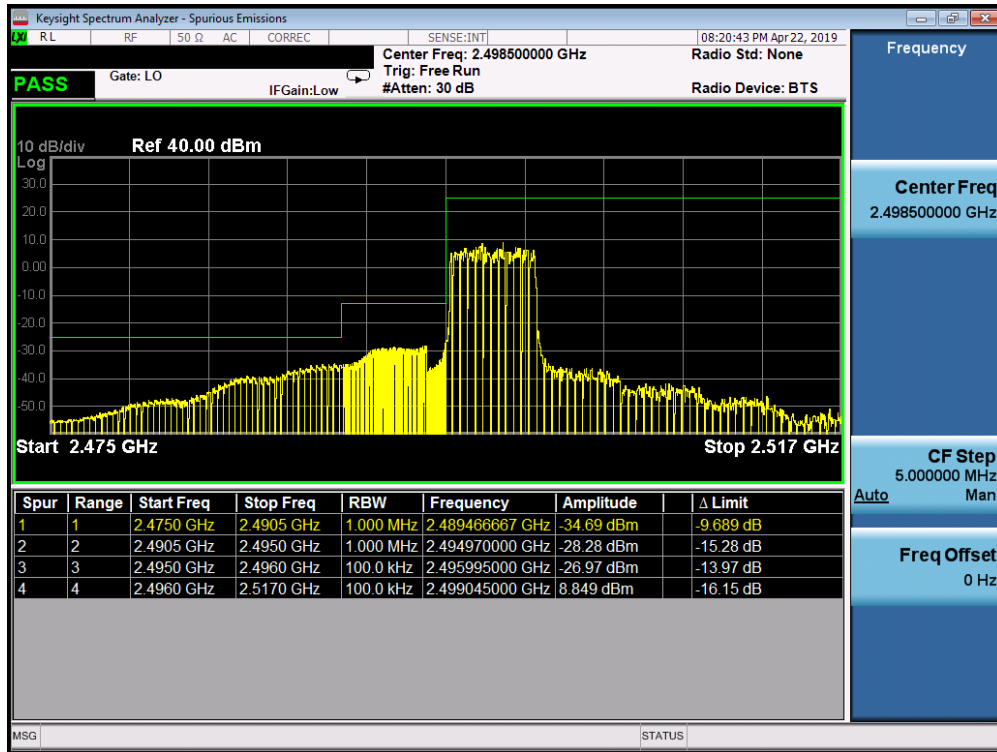 Keysight Spectrum Analyzer - Spurious Emissions
LXI RL RF 50 Ω AC CORREC SENSE:INT 08:20:43 PM Apr 22, 2019
Center Freq: 2.498500000 GHz Radio Std: None
PASS Gate: LO Trig: Free Run
IFGain:Low #Atten: 30 dB Radio Device: BTS
10 dB/div Ref 40.00 dBm
Log
30.0
20.0
10.0
0.00
-10.0
-20.0
-30.0
-40.0
-50.0
Start 2.475 GHz Stop 2.517 GHz
Spur Range Start Freq Stop Freq RBW Frequency Amplitude Δ Limit
1 1 2.4750 GHz 2.4905 GHz 1.000 MHz 2.489466667 GHz -34.69 dBm -9.689 dB
2 2 2.4905 GHz 2.4950 GHz 1.000 MHz 2.494970000 GHz -28.28 dBm -15.28 dB
3 3 2.4950 GHz 2.4960 GHz 100.0 kHz 2.495995000 GHz -26.97 dBm -13.97 dB
4 4 2.4960 GHz 2.5170 GHz 100.0 kHz 2.499045000 GHz 8.849 dBm -16.15 dB
MSG STATUS
Frequency
Center Freq
2.498500000 GHz
CF Step
5.000000 MHz
Auto Man
Freq Offset
0 Hz